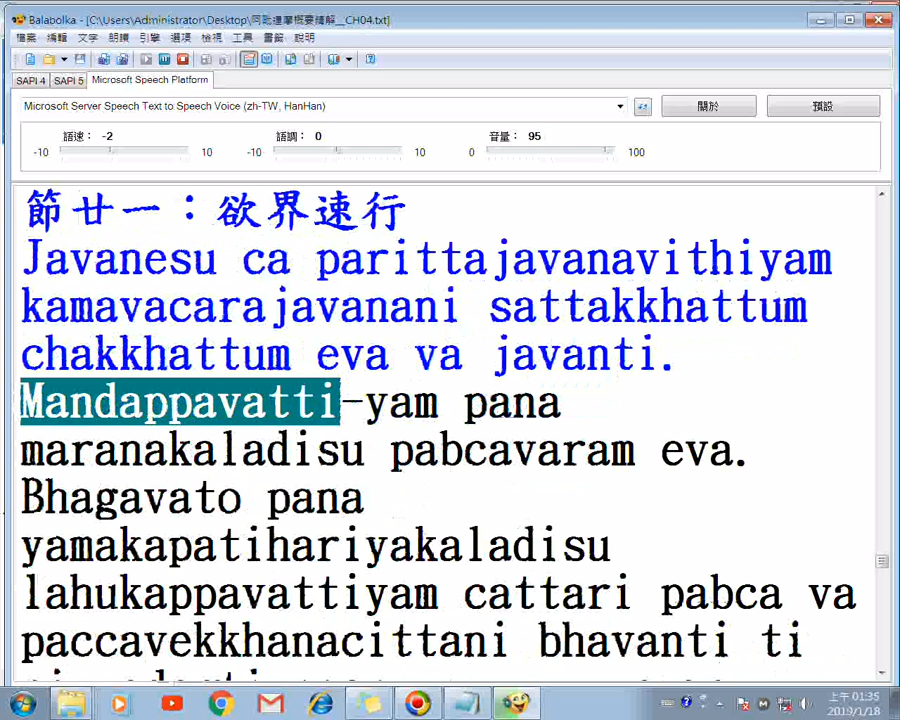 Balabolka - [C:\Users\Administrator\Desktop\阿毗達摩概要精解__CH04.txt]
檔案 編輯 文字 朗讀 引擎 選項 檢視 工具 書籤 說明
SAPI 4 SAPI 5 Microsoft Speech Platform
Microsoft Server Speech Text to Speech Voice (zh-TW, HanHan) 關於 預設
語速： -2 語調： 0 音量： 95
-10 10 -10 10 0 100
節廿一：欲界速行
Javanesu ca parittajavanavithiyam
kamavacarajavanani sattakkhattum
chakkhattum eva va javanti.
Mandappavatti-yam pana
maranakaladisu pabcavaram eva.
Bhagavato pana
yamakapatihariyakaladisu
lahukappavattiyam cattari pabca va
paccavekkhanacittani bhavanti ti
上午 01:35
2019/1/18